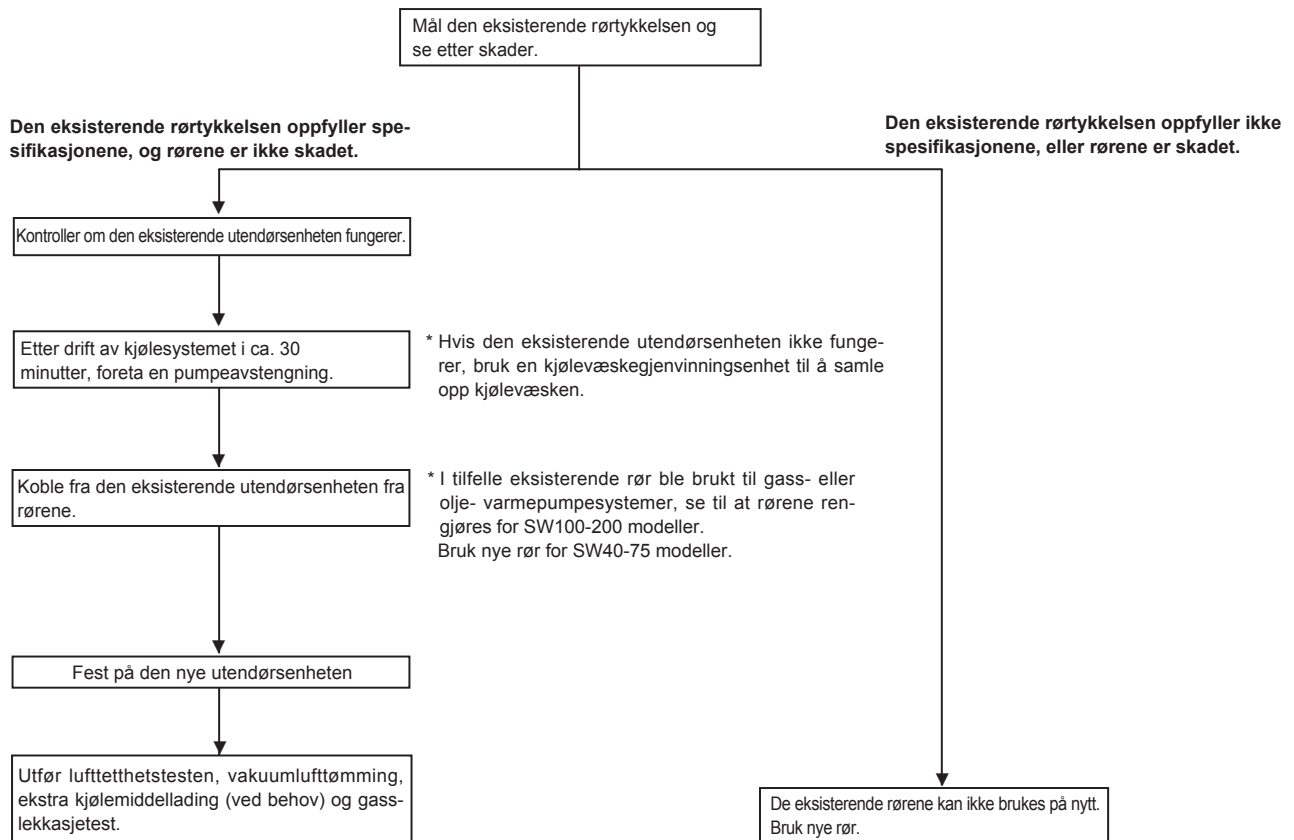 Mål den eksisterende rørtykkelsen og
se etter skader.
Den eksisterende rørtykkelsen oppfyller spe-
sifikasjonene, og rørene er ikke skadet.
Den eksisterende rørtykkelsen oppfyller ikke
spesifikasjonene, eller rørene er skadet.
Kontroller om den eksisterende utendørsenheten fungerer.
Etter drift av kjølesystemet i ca. 30
minutter, foreta en pumpeavstengning.
* Hvis den eksisterende utendørsenheten ikke funge-
rer, bruk en kjølevæskegjenvinningsenhet til å samle
opp kjølevæsken.
Koble fra den eksisterende utendørsenheten fra
rørene.
* I tilfelle eksisterende rør ble brukt til gass- eller
olje- varmepumpesystemer, se til at rørene ren-
gjøres for SW100-200 modeller.
Bruk nye rør for SW40-75 modeller.
Fest på den nye utendørsenheten
Utfør lufttetthetstesten, vakuumlufttømming,
ekstra kjølemiddellading (ved behov) og gass-
lekkasjetest.
De eksisterende rørene kan ikke brukes på nytt.
Bruk nye rør.